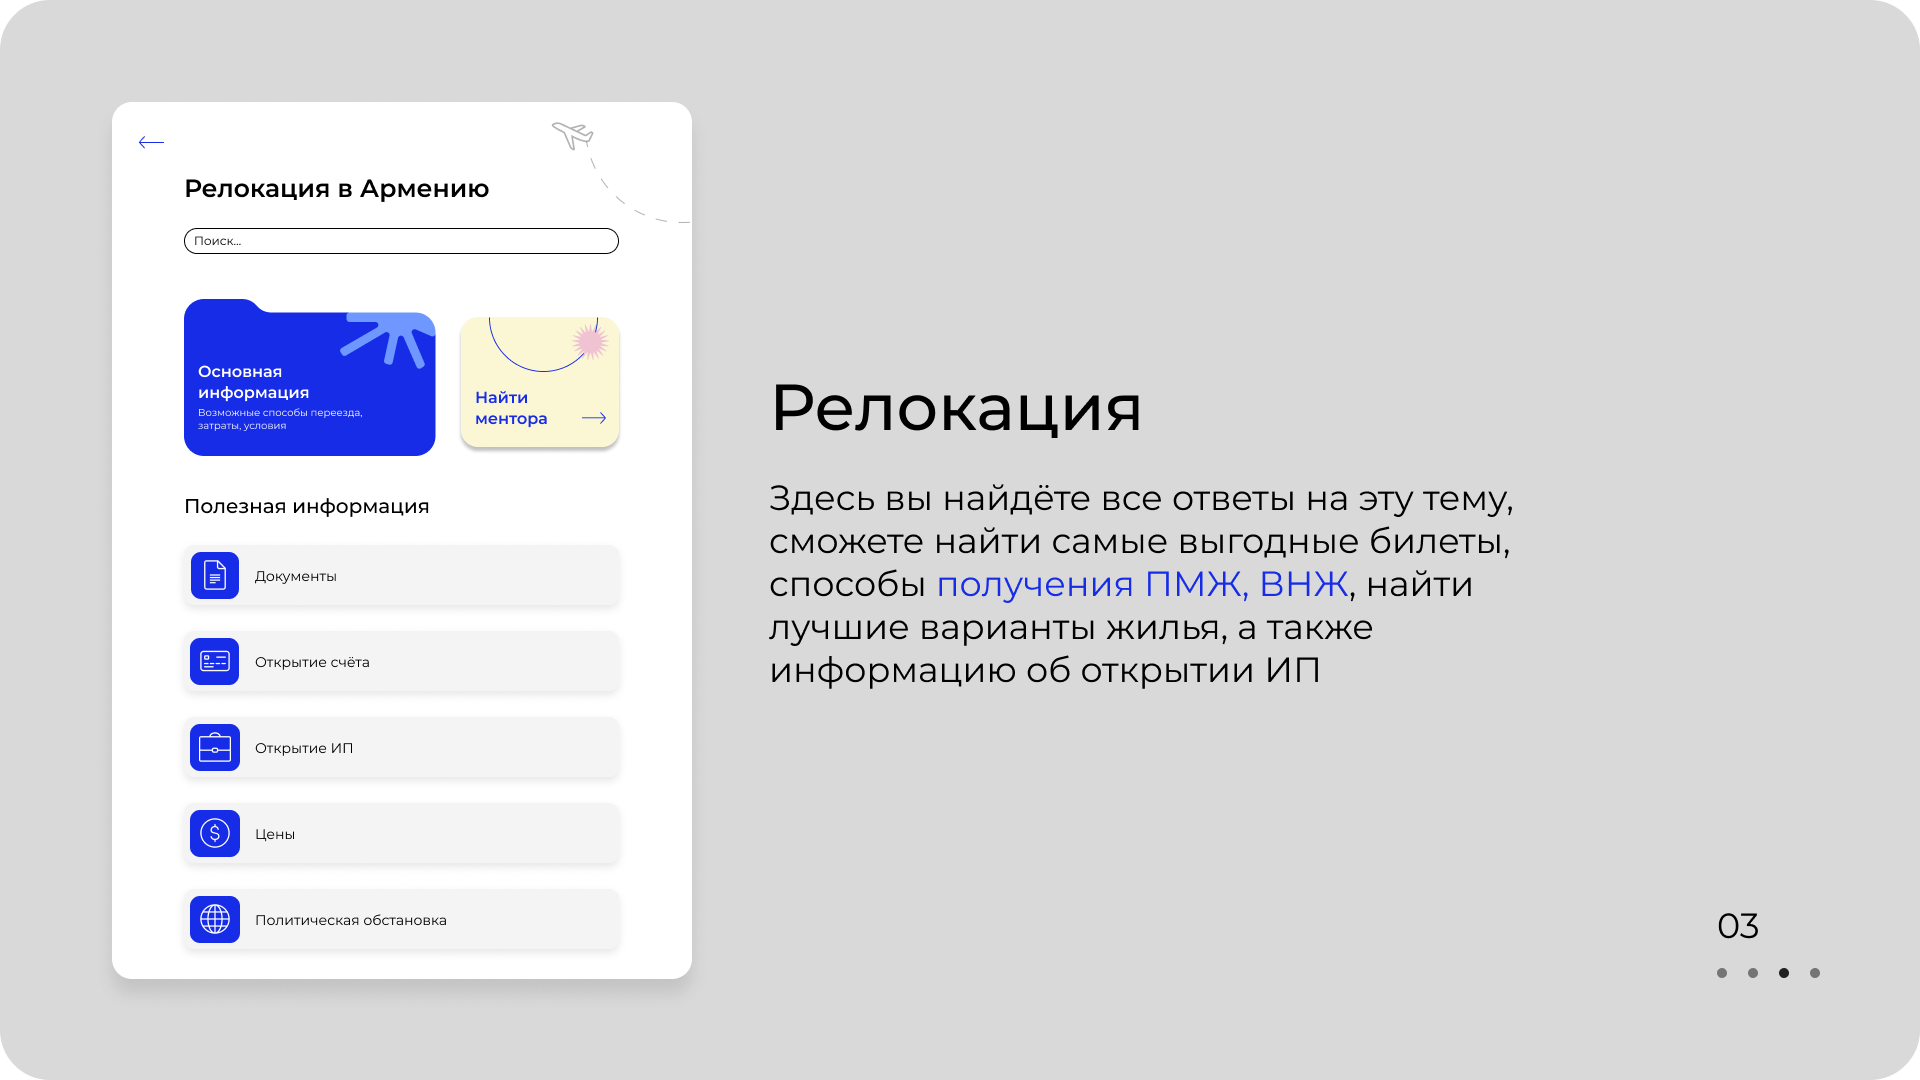 Релокация в Армению
Поиск...
Основная
информация
Возможные способы переезда,
затраты, условия
Найти
ментора
Полезная информация
Документы
Открытие счёта
Открытие ИП
Цены
Политическая обстановка
Релокация
Здесь вы найдёте все ответы на эту тему,
сможете найти самые выгодные билеты,
способы получения ПМЖ, ВНЖ, найти
лучшие варианты жилья, а также
информацию об открытии ИП
03